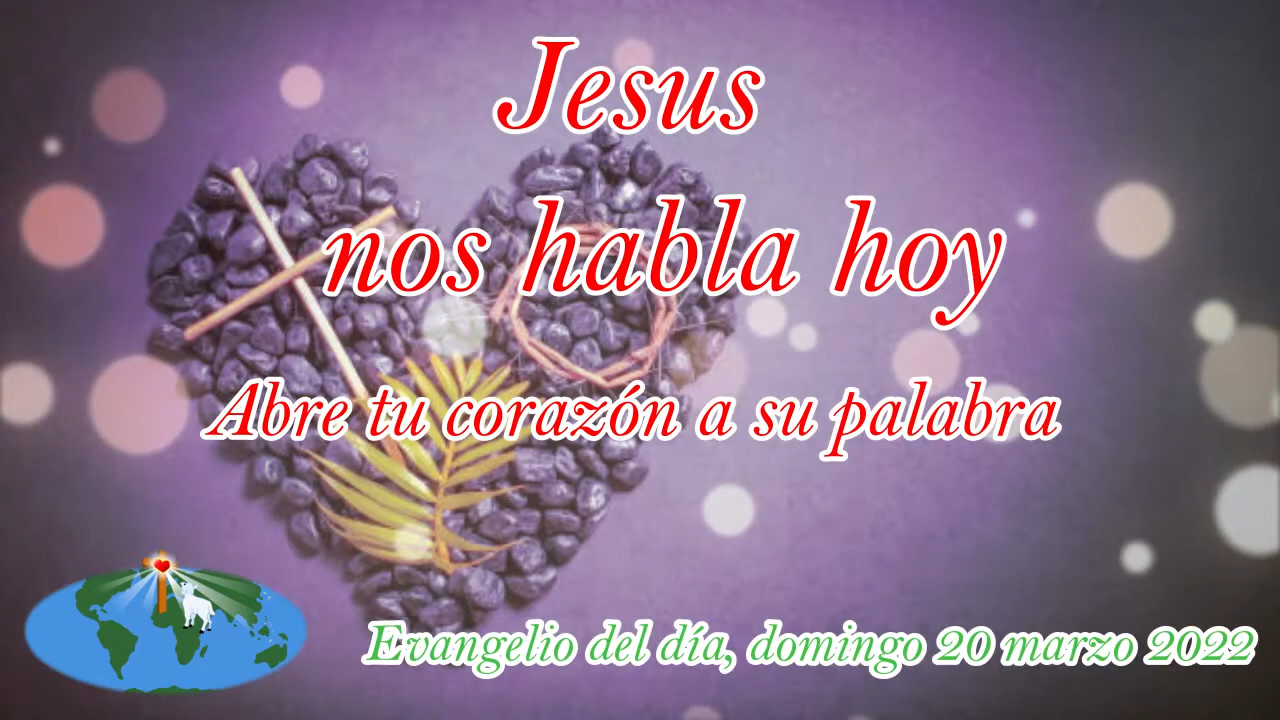 Jesus
nos habla hoy
Abre tu corazón a su palabra
Evangelio del día, domingo 20 marzo 2022